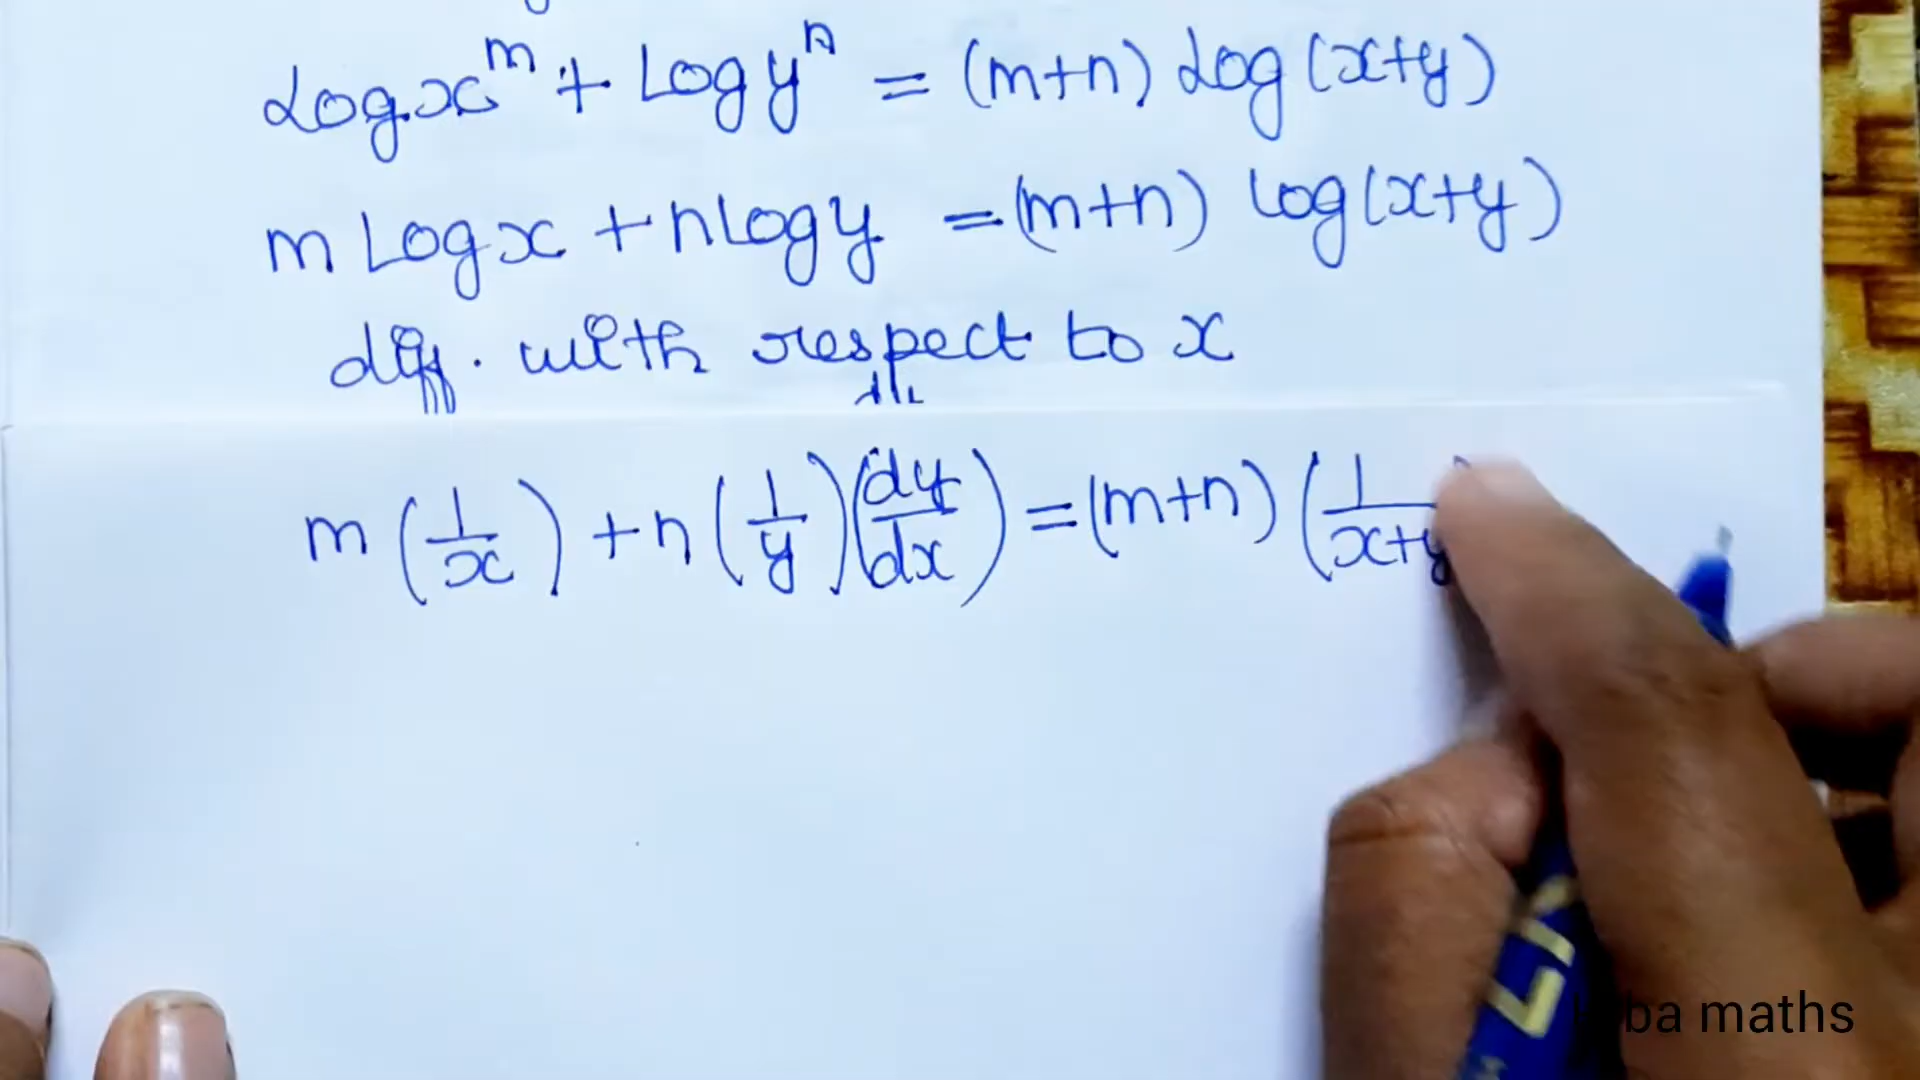 Log x^m + Log y^n = (m+n) Log (x+y)
m Log x + n log y = (m+n) log (x+y)
diff. with respect to x
m (1/x) + n (1/y) (dy/dx) = (m+n) (1/x+y
ba maths